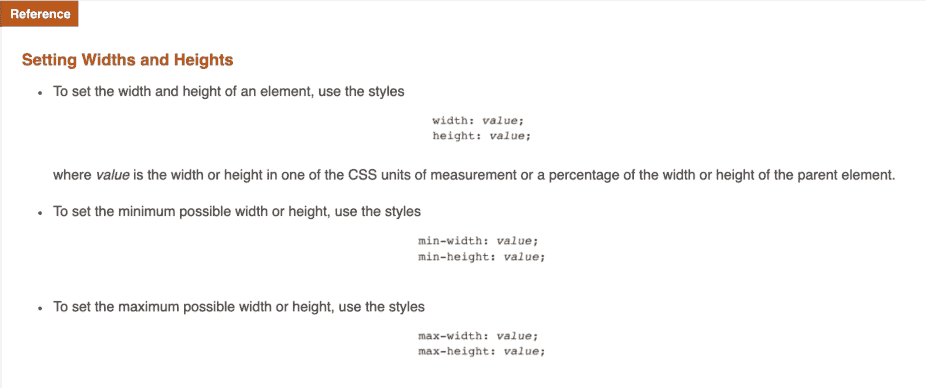 Reference
Setting Widths and Heights
• To set the width and height of an element, use the styles
width: value;
height: value;
where value is the width or height in one of the CSS units of measurement or a percentage of the width or height of the parent element.
• To set the minimum possible width or height, use the styles
min-width: value;
min-height: value;
• To set the maximum possible width or height, use the styles
max-width: value;
max-height: value;